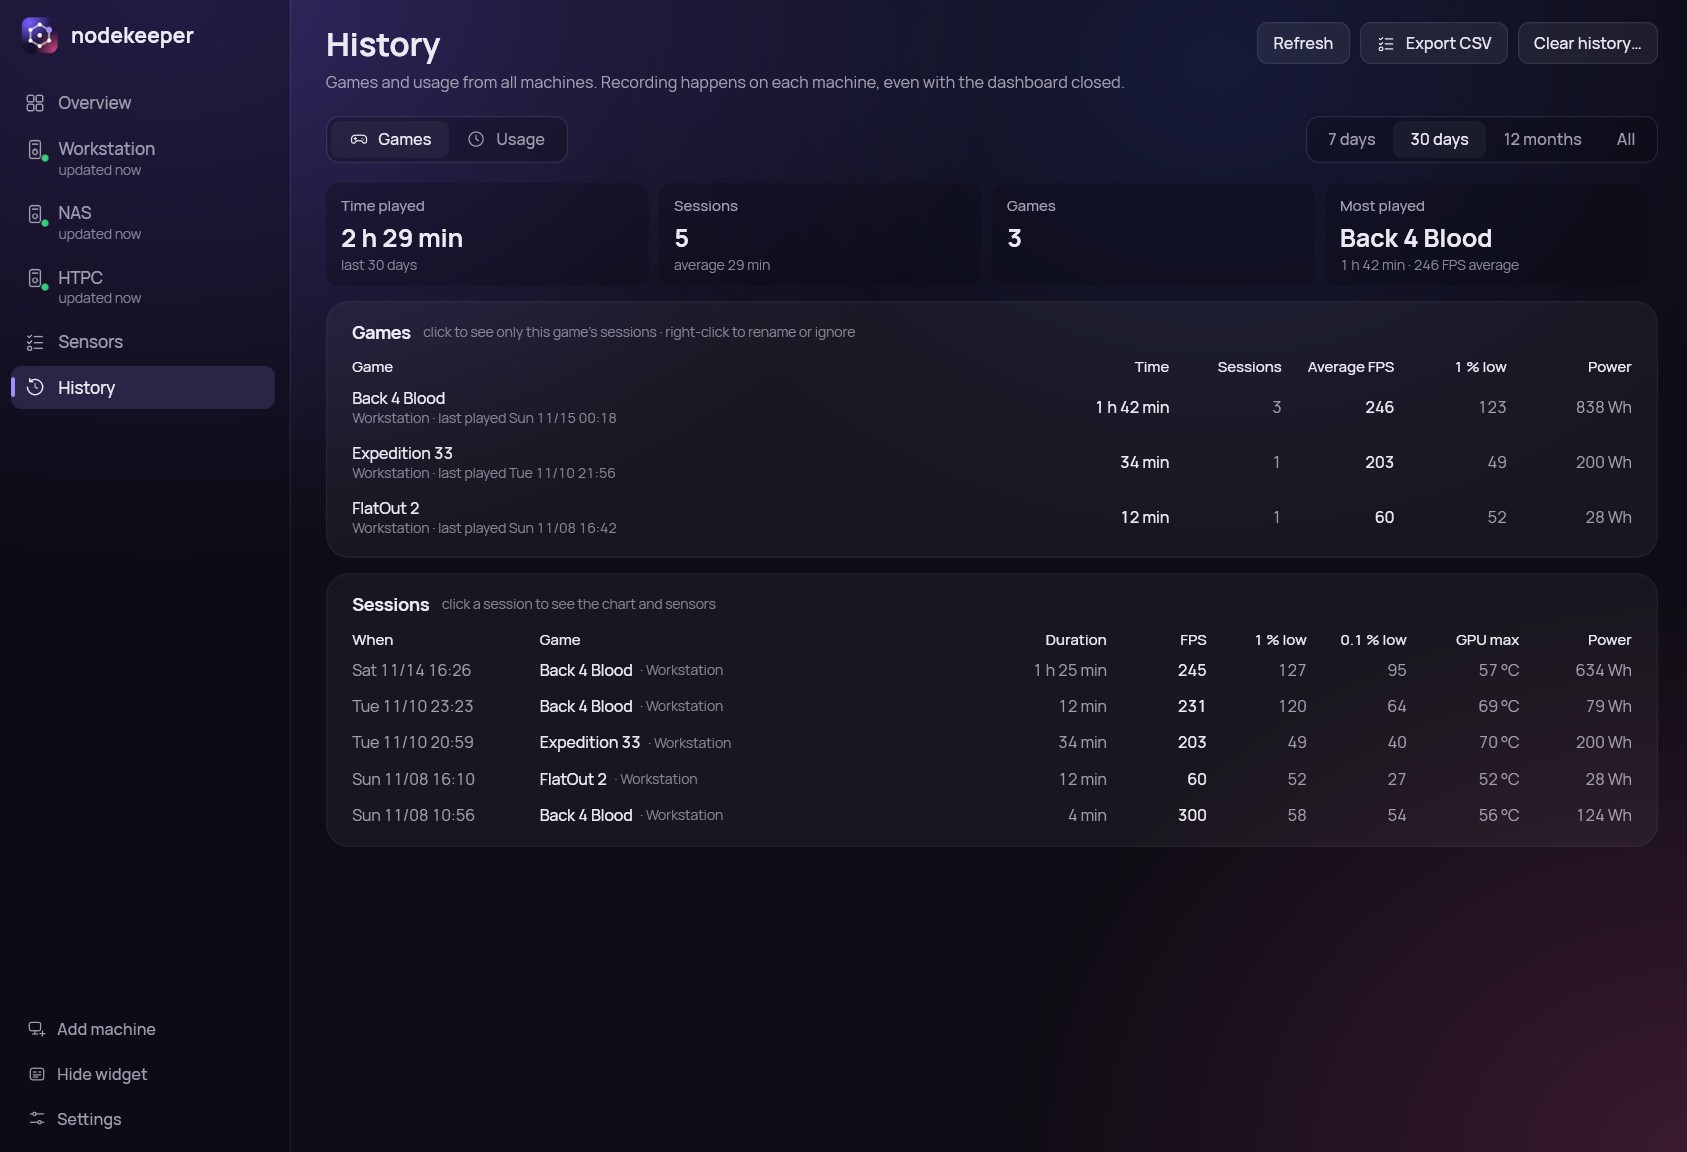 nodekeeper
Overview
Workstation
updated now
NAS
updated now
HTPC
updated now
Sensors
History
Add machine
Hide widget
Settings
History
Games and usage from all machines. Recording happens on each machine, even with the dashboard closed.
Refresh
Export CSV
Clear history...
Games
Usage
7 days
30 days
12 months
All
Time played
2 h 29 min
last 30 days
Sessions
5
average 29 min
Games
3
Most played
Back 4 Blood
1 h 42 min · 246 FPS average
Games click to see only this game's sessions · right-click to rename or ignore
Game Time Sessions Average FPS 1 % low Power
Back 4 Blood 1 h 42 min 3 246 123 838 Wh
Workstation · last played Sun 11/15 00:18
Expedition 33 34 min 1 203 49 200 Wh
Workstation · last played Tue 11/10 21:56
FlatOut 2 12 min 1 60 52 28 Wh
Workstation · last played Sun 11/08 16:42
Sessions click a session to see the chart and sensors
When Game Duration FPS 1 % low 0.1 % low GPU max Power
Sat 11/14 16:26 Back 4 Blood · Workstation 1 h 25 min 245 127 95 57 °C 634 Wh
Tue 11/10 23:23 Back 4 Blood · Workstation 12 min 231 120 64 69 °C 79 Wh
Tue 11/10 20:59 Expedition 33 · Workstation 34 min 203 49 40 70 °C 200 Wh
Sun 11/08 16:10 FlatOut 2 · Workstation 12 min 60 52 27 52 °C 28 Wh
Sun 11/08 10:56 Back 4 Blood · Workstation 4 min 300 58 54 56 °C 124 Wh